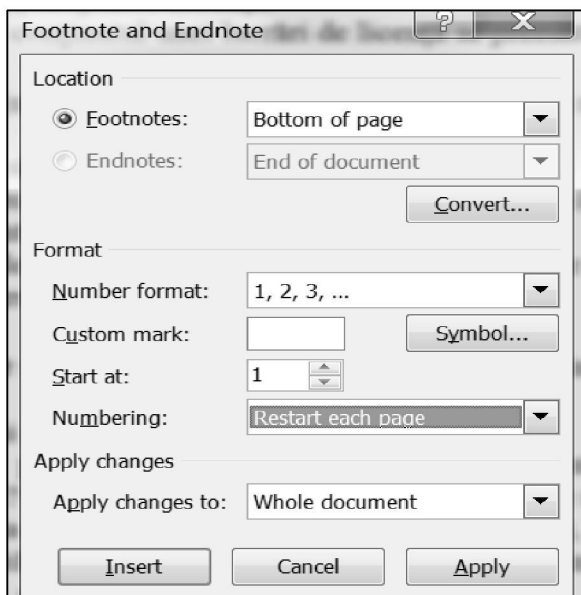 Footnote and Endnote
Location
Footnotes: Bottom of page
Endnotes: End of document
Convert...
Format
Number format: 1, 2, 3, ...
Custom mark: Symbol...
Start at: 1
Numbering: Restart each page
Apply changes
Apply changes to: Whole document
Insert Cancel Apply